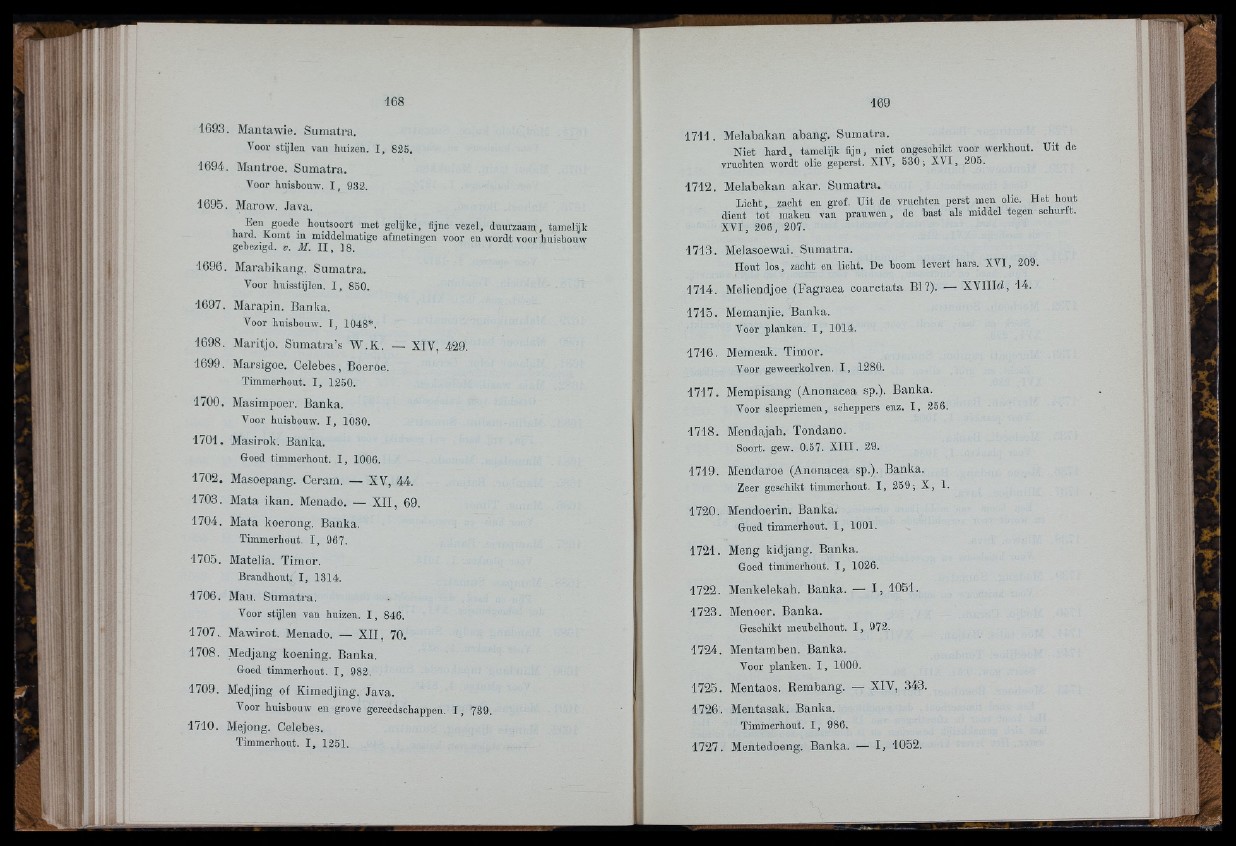 168
1693. Mantawie. Sumatra.
Voor stijlen van huizen. I, 825.
1694. Mantroe. Sumatra.
Voor huisbouw. I, 932.
1695. Marow. Java.
Een goede houtsoort met gelijke, fijne vezel, duurzaam, tamelijk
hard. Komt in middelmatige afmetingen voor en wordt voor huisbouw
gebezigd. v. M. II, 18.
1696. Marabikang. Sumatra.
Voor huisstijlen. I, 850.
1697. Marapin. Banka.
Voor huisbouw. I, 1048*.
1698. Maritjo. Sumatra's W.K. — XIV, 429.
1699. Marsigoe. Celebes, Boeroe.
Timmerhout. I, 1250.
1700. Masimpoer. Banka.
Voor huisbouw. I, 1030.
1701. Masirok. Banka.
Goed timmerhout. I, 1006.
1702. Masoepang. Ceram. — XV, 44.
1703. Mata ikan. Menado. — XII, 69.
1704. Mata koerong. Banka.
Timmerhout. I, 967.
1705. Matelia. Timor.
Brandhout. I, 1314.
1706. Mau. Sumatra.
Voor stijlen van huizen. I, 846.
1707. Mawirot. Menado. — XII, 70.
1708. Medjang koening. Banka.
Goed timmerhout. I, 982.
1709. Medjing of Kimedjing. Java.
Voor huisbouw en grove gereedschappen. I, 739.
1710. Mejong. Celebes.
Timmerhout. I, 1251.
169
1711. Melabakan abang. Sumatra.
Niet hard, tamelijk fijn, niet ongeschikt voor werkhout. Uit de
vruchten wordt olie geperst. XIV, 530; XVI, 205.
1712. Melabekan akar. Sumatra.
Licht, zacht en grof. Uit de vruchten perst men olie. Het hout
dient tot maken van prauwen, de bast als middel tegen schurft.
XVI, 206, 207.
1713. Melasoewai. Sumatra.
Hout los, zacht en licht. De boom levert hars. XVI, 209.
1714. Meliendjoe (Fagraea coarctata Bl?). — XVIIId, 14.
1715. Memanjie. Banka.
Voor planken. I, 1014.
1716. Memeak. Timor.
Voor geweerkolven. I, 1280.
1717. Mempisang (Anonacea sp.). Banka.
Voor sleepriemen, scheppers enz. I, 256.
1718. Mendajah. Tondano.
Soort. gew. 0.57. XIII. 29.
1719. Mendaroe (Anonacea sp.). Banka.
Zeer geschikt timmerhout. I, 259; X, 1.
1720. Mendoerin. Banka.
Goed timmerhout. I, 1001.
1721. Meng kidjang. Banka.
Goed timmerhout. I, 1026.
1722. Menkelekah. Banka. — I, 1051.
1723. Menoer. Banka.
Geschikt meubelhout. I, 972.
1724. Mentamben. Banka.
Voor planken. I, 1000.
1725. Mentaos. Rembang. — XIV, 343.
1726. Mentasak. Banka.
Timmerhout. I, 986.
1727. Mentedoeng. Banka. — I, 1052.